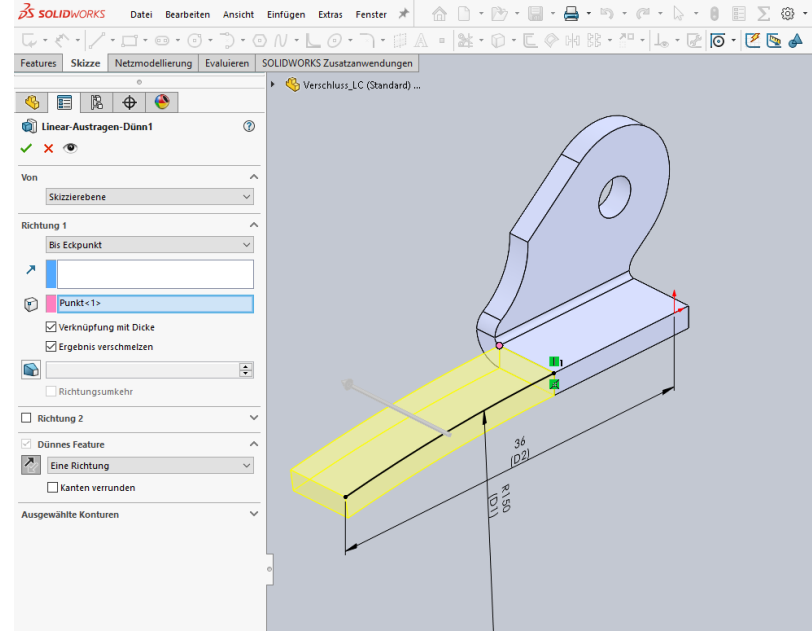 SOLIDWORKS Datei Bearbeiten Ansicht Einfügen Extras Fenster
Features Skizze Netzmodellierung Evaluieren SOLIDWORKS Zusatzanwendungen
Verschluss_LC (Standard) ...
Linear-Austragen-Dünn1
Von
Skizzierebene
Richtung 1
Bis Eckpunkt
Punkt<1>
Verknüpfung mit Dicke
Ergebnis verschmelzen
Richtungsumkehr
Richtung 2
Dünnes Feature
Eine Richtung
Kanten verrunden
Ausgewählte Konturen
1
36
(D2)
R150
(D1)